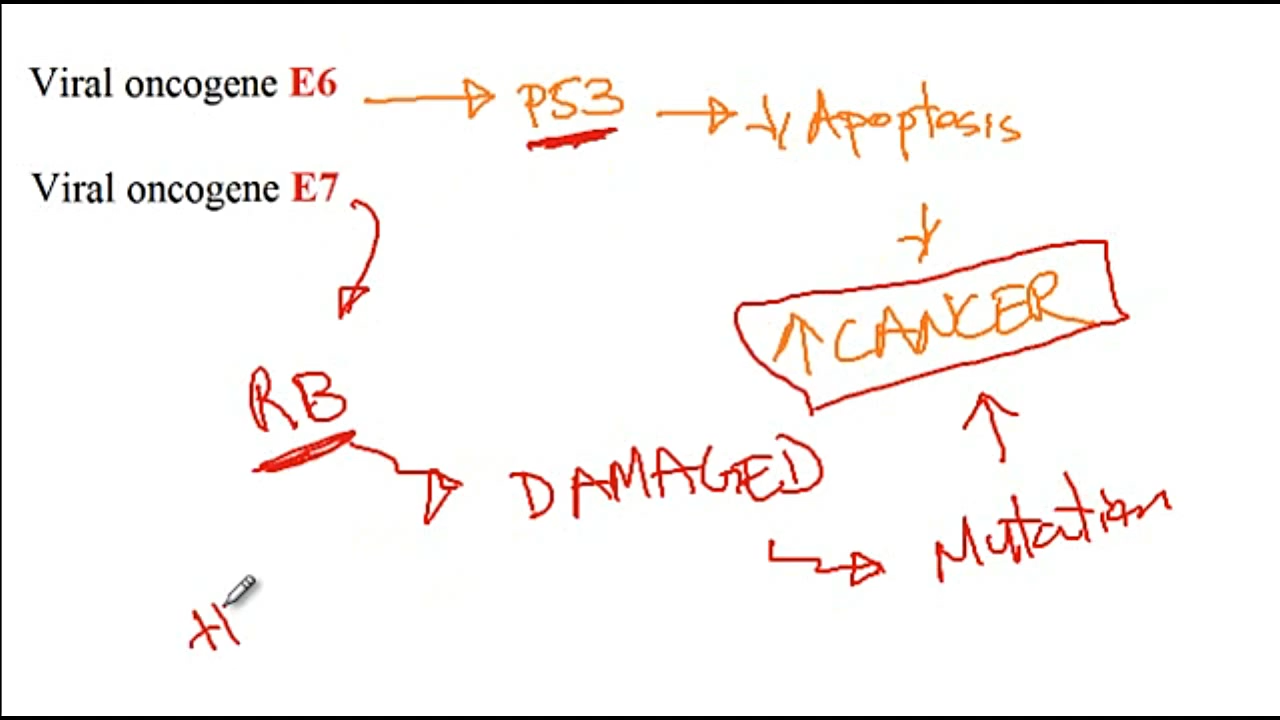 Viral oncogene E6 → P53 → ↓ Apoptosis
Viral oncogene E7
↓
↑ CANCER
RB
↑
DAMAGED
→ Mutation
H